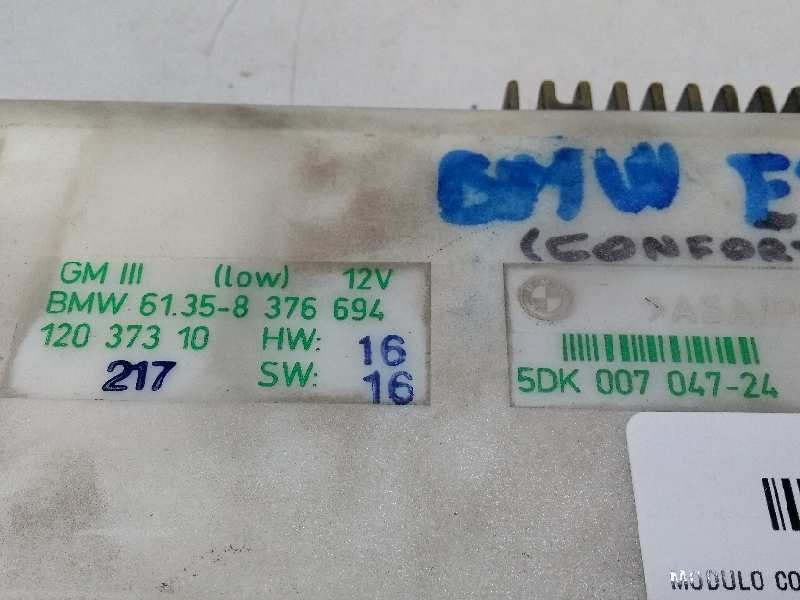 BMW
(CONFORT
GM III (low) 12V
BMW 61.35-8 376 694
120 373 10 HW: 16
217 SW: 16
5DK 007 047-24
MODULO CO